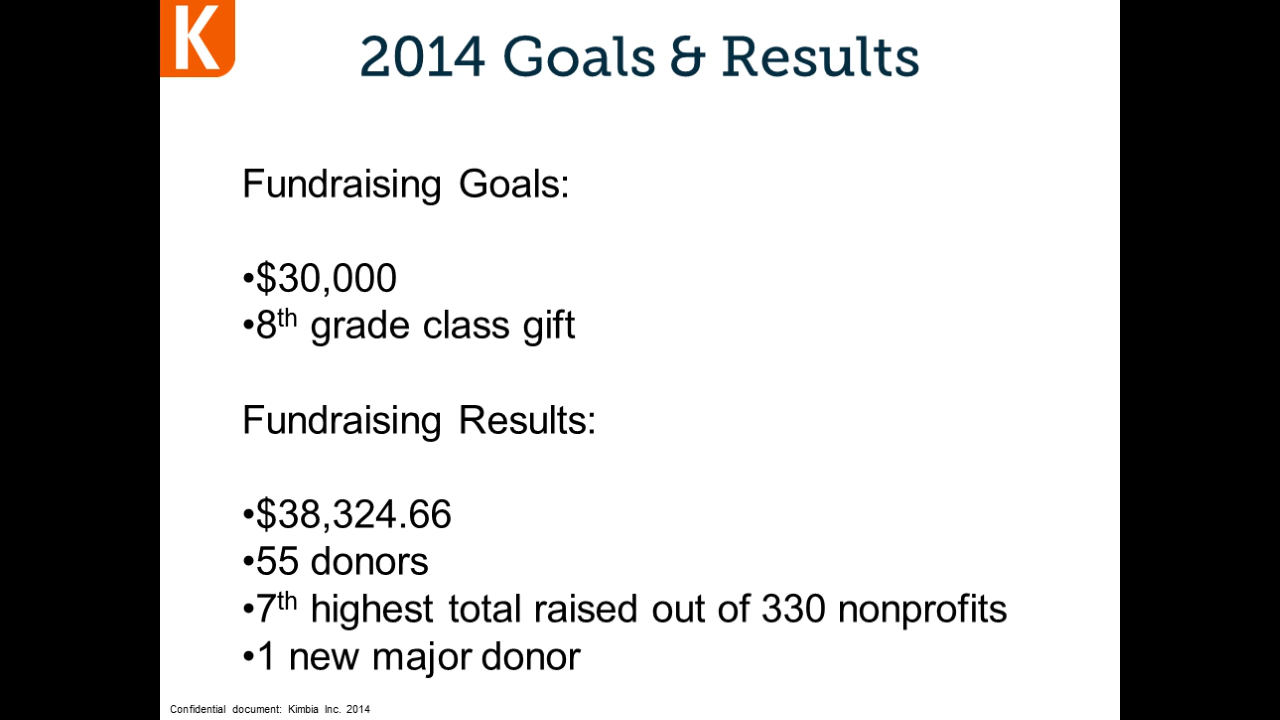 K
2014 Goals & Results
Fundraising Goals:
•$30,000
•8th grade class gift
Fundraising Results:
•$38,324.66
•55 donors
•7th highest total raised out of 330 nonprofits
•1 new major donor
Confidential document: Kimbia Inc. 2014